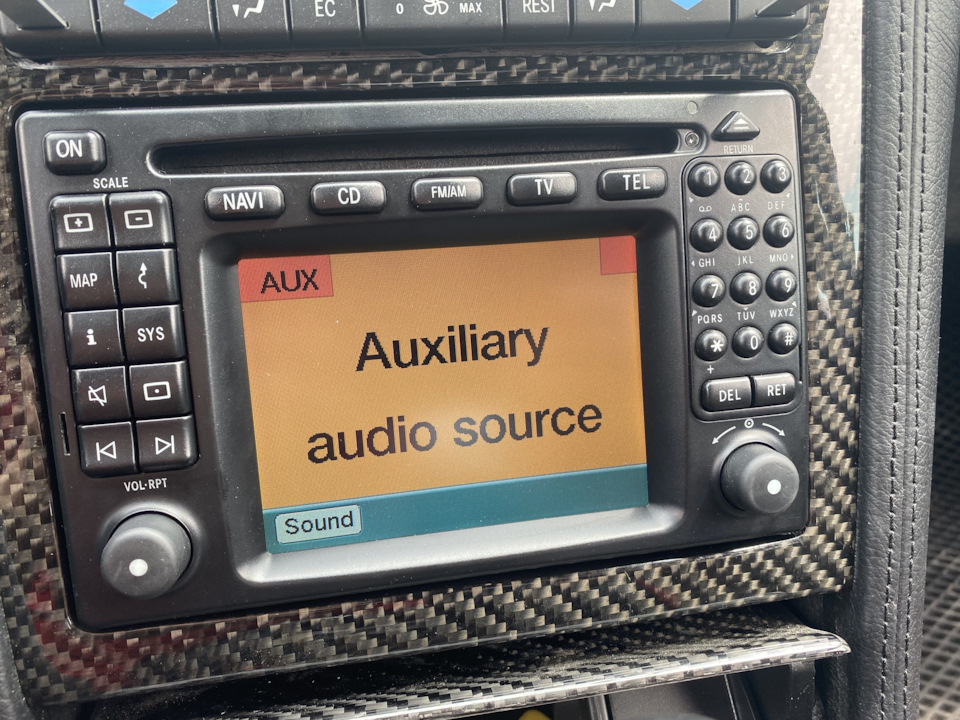 EC
0
MAX
REST
ON
SCALE
NAVI
CD
FM/AM
TV
TEL
RETURN
1 2 3
ABC DEF
MAP
4 5 6
GHI JKL MNO
i
SYS
7 8 9
PQRS TUV WXYZ
* 0 #
+
DEL RET
VOL·RPT
AUX
Auxiliary
audio source
Sound